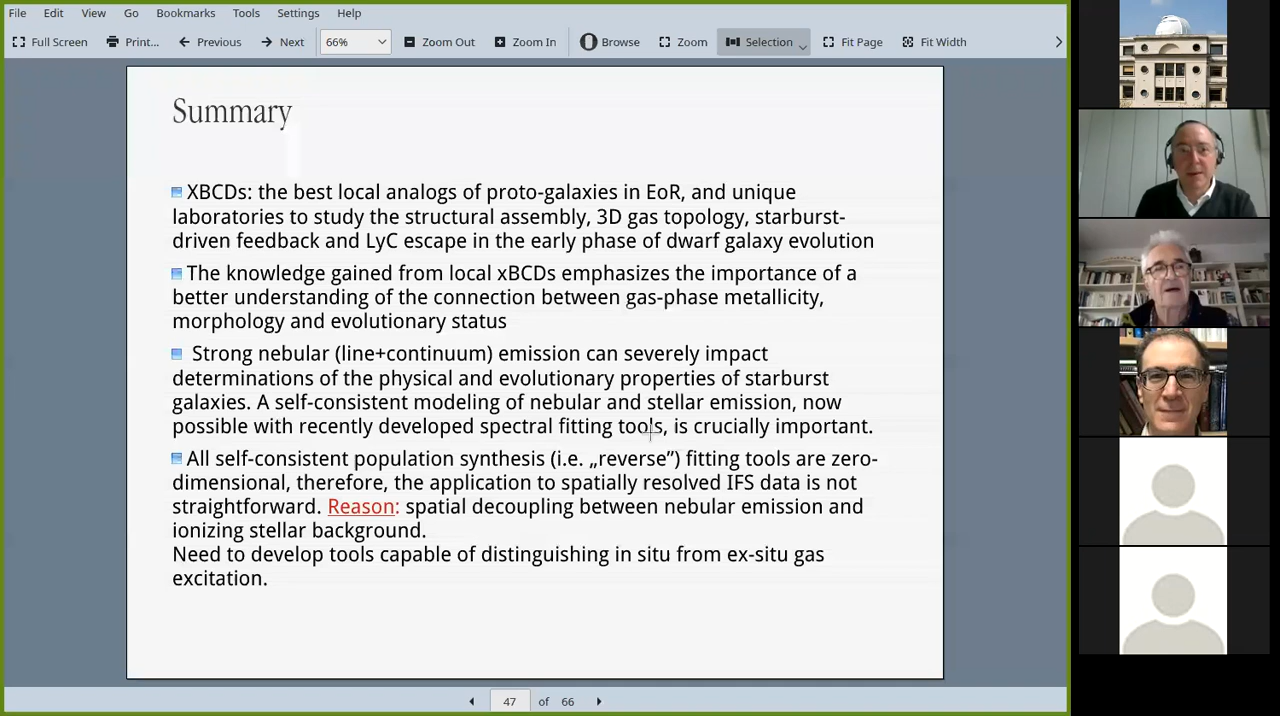 File Edit View Go Bookmarks Tools Settings Help
Full Screen Print... Previous Next 66% Zoom Out Zoom In Browse Zoom Selection Fit Page Fit Width
Summary
XBCDs: the best local analogs of proto-galaxies in EoR, and unique
laboratories to study the structural assembly, 3D gas topology, starburst-
driven feedback and LyC escape in the early phase of dwarf galaxy evolution
The knowledge gained from local xBCDs emphasizes the importance of a
better understanding of the connection between gas-phase metallicity,
morphology and evolutionary status
Strong nebular (line+continuum) emission can severely impact
determinations of the physical and evolutionary properties of starburst
galaxies. A self-consistent modeling of nebular and stellar emission, now
possible with recently developed spectral fitting tools, is crucially important.
All self-consistent population synthesis (i.e. „reverse”) fitting tools are zero-
dimensional, therefore, the application to spatially resolved IFS data is not
straightforward. Reason: spatial decoupling between nebular emission and
ionizing stellar background.
Need to develop tools capable of distinguishing in situ from ex-situ gas
excitation.
47 of 66